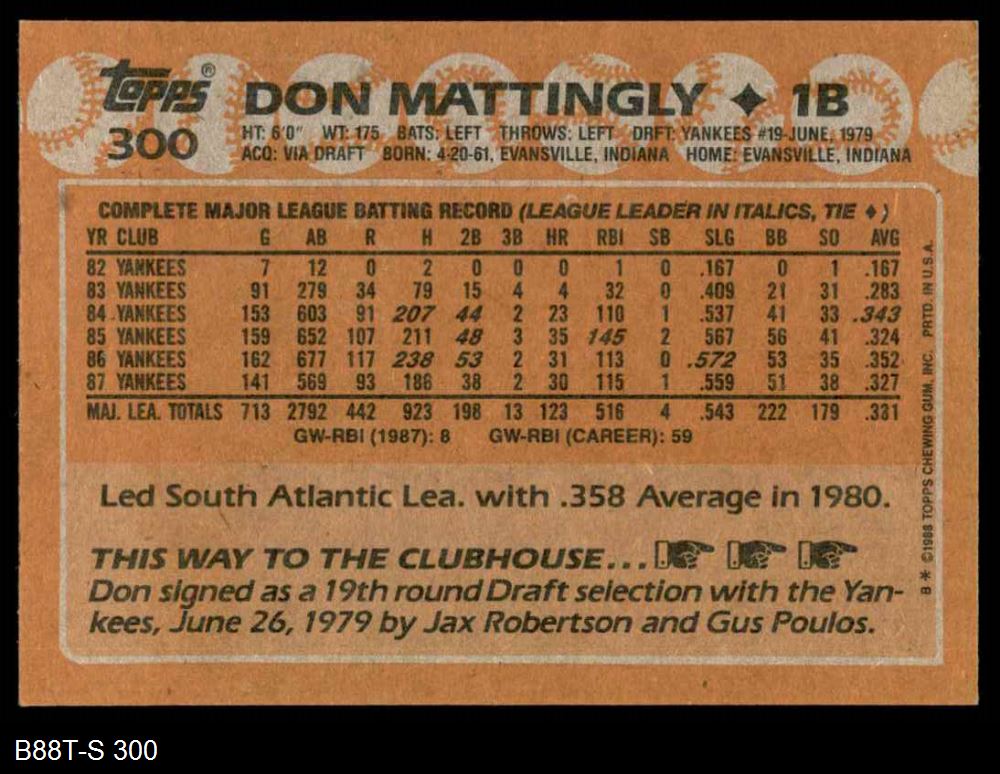 Topps® DON MATTINGLY ✦ 1B
300
HT: 6'0" WT: 175 BATS: LEFT THROWS: LEFT DRFT: YANKEES #19-JUNE, 1979
ACQ: VIA DRAFT BORN: 4-20-61, EVANSVILLE, INDIANA HOME: EVANSVILLE, INDIANA
COMPLETE MAJOR LEAGUE BATTING RECORD (LEAGUE LEADER IN ITALICS, TIE ♦)
YR CLUB G AB R H 2B 3B HR RBI SB SLG BB SO AVG
82 YANKEES 7 12 0 2 0 0 0 1 0 .167 0 1 .167
83 YANKEES 91 279 34 79 15 4 4 32 0 .409 21 31 .283
84 YANKEES 153 603 91 207 44 2 23 110 1 .537 41 33 .343
85 YANKEES 159 652 107 211 48 3 35 145 2 567 56 41 .324
86 YANKEES 162 677 117 238 53 2 31 113 0 .572 53 35 .352
87 YANKEES 141 569 93 186 38 2 30 115 1 .559 51 38 .327
MAJ. LEA. TOTALS 713 2792 442 923 198 13 123 516 4 .543 222 179 .331
GW-RBI (1987): 8 GW-RBI (CAREER): 59
Led South Atlantic Lea. with .358 Average in 1980.
THIS WAY TO THE CLUBHOUSE...
Don signed as a 19th round Draft selection with the Yan-
kees, June 26, 1979 by Jax Robertson and Gus Poulos.
B* ©1988 TOPPS CHEWING GUM, INC. PRTD. IN U.S.A.
B88T-S 300